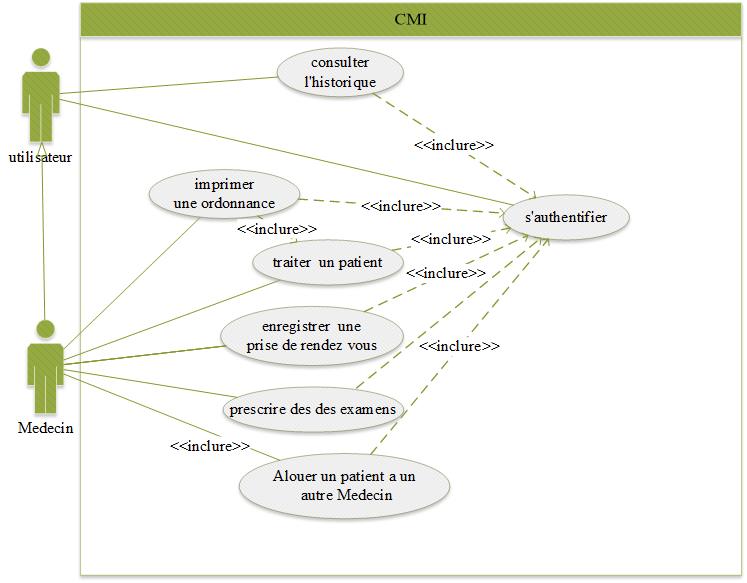 CMI
consulter
l'historique
<<inclure>>
utilisateur
imprimer
une ordonnance
<<inclure>>
s'authentifier
<<inclure>>
<<inclure>>
traiter un patient
<<inclure>>
enregistrer une
prise de rendez vous
<<inclure>>
prescrire des des examens
Medecin
<<inclure>>
Alouer un patient a un
autre Medecin